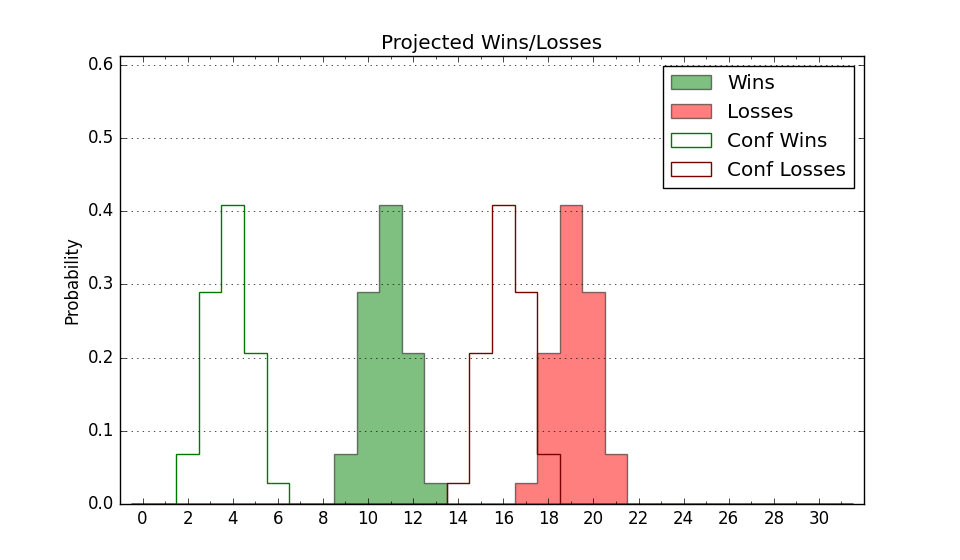 Projected Wins/Losses
Probability
0.6
0.5
0.4
0.3
0.2
0.1
0.0
0 2 4 6 8 10 12 14 16 18 20 22 24 26 28 30
Wins
Losses
Conf Wins
Conf Losses